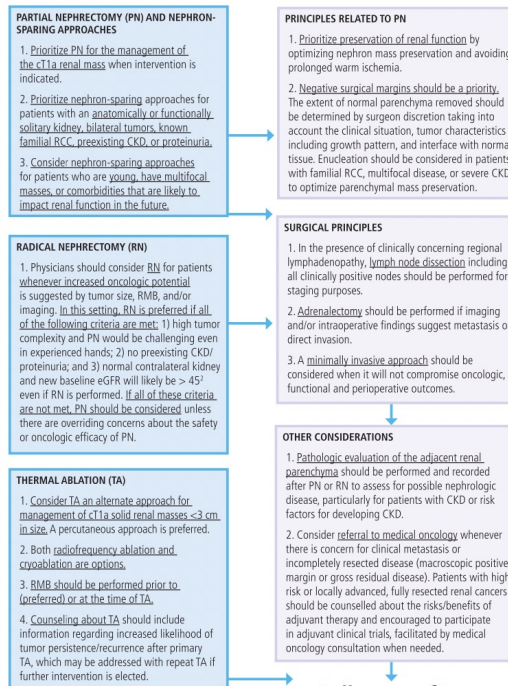 PARTIAL NEPHRECTOMY (PN) AND NEPHRON-
SPARING APPROACHES
1. Prioritize PN for the management of
the cT1a renal mass when intervention is
indicated.
2. Prioritize nephron-sparing approaches for
patients with an anatomically or functionally
solitary kidney, bilateral tumors, known
familial RCC, preexisting CKD, or proteinuria.
3. Consider nephron-sparing approaches
for patients who are young, have multifocal
masses, or comorbidities that are likely to
impact renal function in the future.
RADICAL NEPHRECTOMY (RN)
1. Physicians should consider RN for patients
whenever increased oncologic potential
is suggested by tumor size, RMB, and/or
imaging. In this setting, RN is preferred if all
of the following criteria are met: 1) high tumor
complexity and PN would be challenging even
in experienced hands; 2) no preexisting CKD/
proteinuria; and 3) normal contralateral kidney
and new baseline eGFR will likely be > 45²
even if RN is performed. If all of these criteria
are not met, PN should be considered unless
there are overriding concerns about the safety
or oncologic efficacy of PN.
THERMAL ABLATION (TA)
1. Consider TA an alternate approach for
management of cT1a solid renal masses <3 cm
in size. A percutaneous approach is preferred.
2. Both radiofrequency ablation and
cryoablation are options.
3. RMB should be performed prior to
(preferred) or at the time of TA.
4. Counseling about TA should include
information regarding increased likelihood of
tumor persistence/recurrence after primary
TA, which may be addressed with repeat TA if
further intervention is elected.
PRINCIPLES RELATED TO PN
1. Prioritize preservation of renal function by
optimizing nephron mass preservation and avoiding
prolonged warm ischemia.
2. Negative surgical margins should be a priority.
The extent of normal parenchyma removed should
be determined by surgeon discretion taking into
account the clinical situation, tumor characteristics
including growth pattern, and interface with norma
tissue. Enucleation should be considered in patients
with familial RCC, multifocal disease, or severe CKD
to optimize parenchymal mass preservation.
SURGICAL PRINCIPLES
1. In the presence of clinically concerning regional
lymphadenopathy, lymph node dissection including
all clinically positive nodes should be performed for
staging purposes.
2. Adrenalectomy should be performed if imaging
and/or intraoperative findings suggest metastasis o
direct invasion.
3. A minimally invasive approach should be
considered when it will not compromise oncologic,
functional and perioperative outcomes.
OTHER CONSIDERATIONS
1. Pathologic evaluation of the adjacent renal
parenchyma should be performed and recorded
after PN or RN to assess for possible nephrologic
disease, particularly for patients with CKD or risk
factors for developing CKD.
2. Consider referral to medical oncology whenever
there is concern for clinical metastasis or
incompletely resected disease (macroscopic positive
margin or gross residual disease). Patients with high
risk or locally advanced, fully resected renal cancers
should be counselled about the risks/benefits of
adjuvant therapy and encouraged to participate
in adjuvant clinical trials, facilitated by medical
oncology consultation when needed.